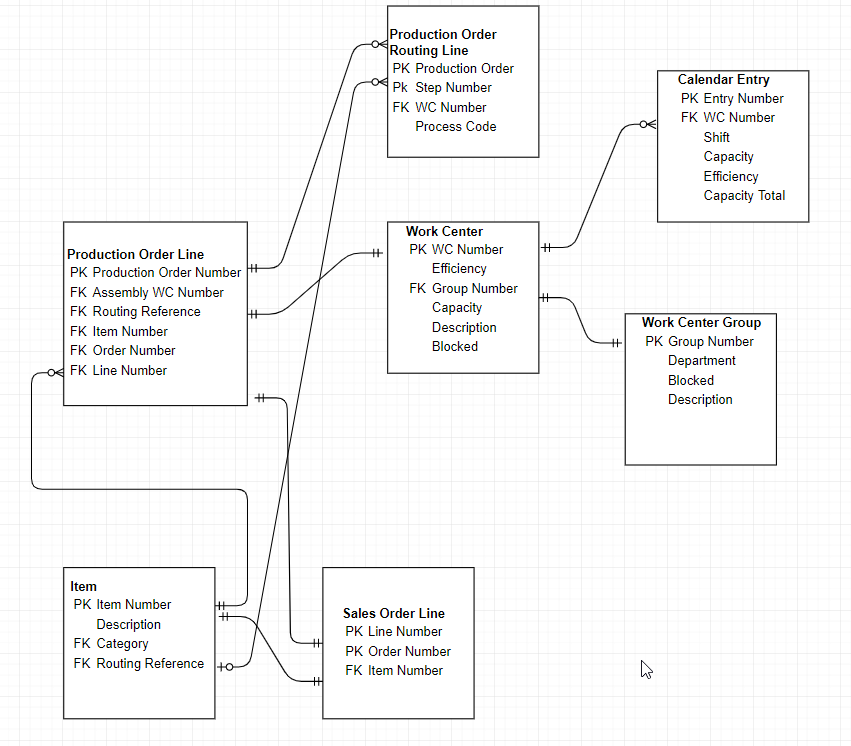 Production Order
Routing Line
PK Production Order
Pk Step Number
FK WC Number
Process Code
Calendar Entry
PK Entry Number
FK WC Number
Shift
Capacity
Efficiency
Capacity Total
Production Order Line
PK Production Order Number
FK Assembly WC Number
FK Routing Reference
FK Item Number
FK Order Number
FK Line Number
Work Center
PK WC Number
Efficiency
FK Group Number
Capacity
Description
Blocked
Work Center Group
PK Group Number
Department
Blocked
Description
Item
PK Item Number
Description
FK Category
FK Routing Reference
Sales Order Line
PK Line Number
PK Order Number
FK Item Number